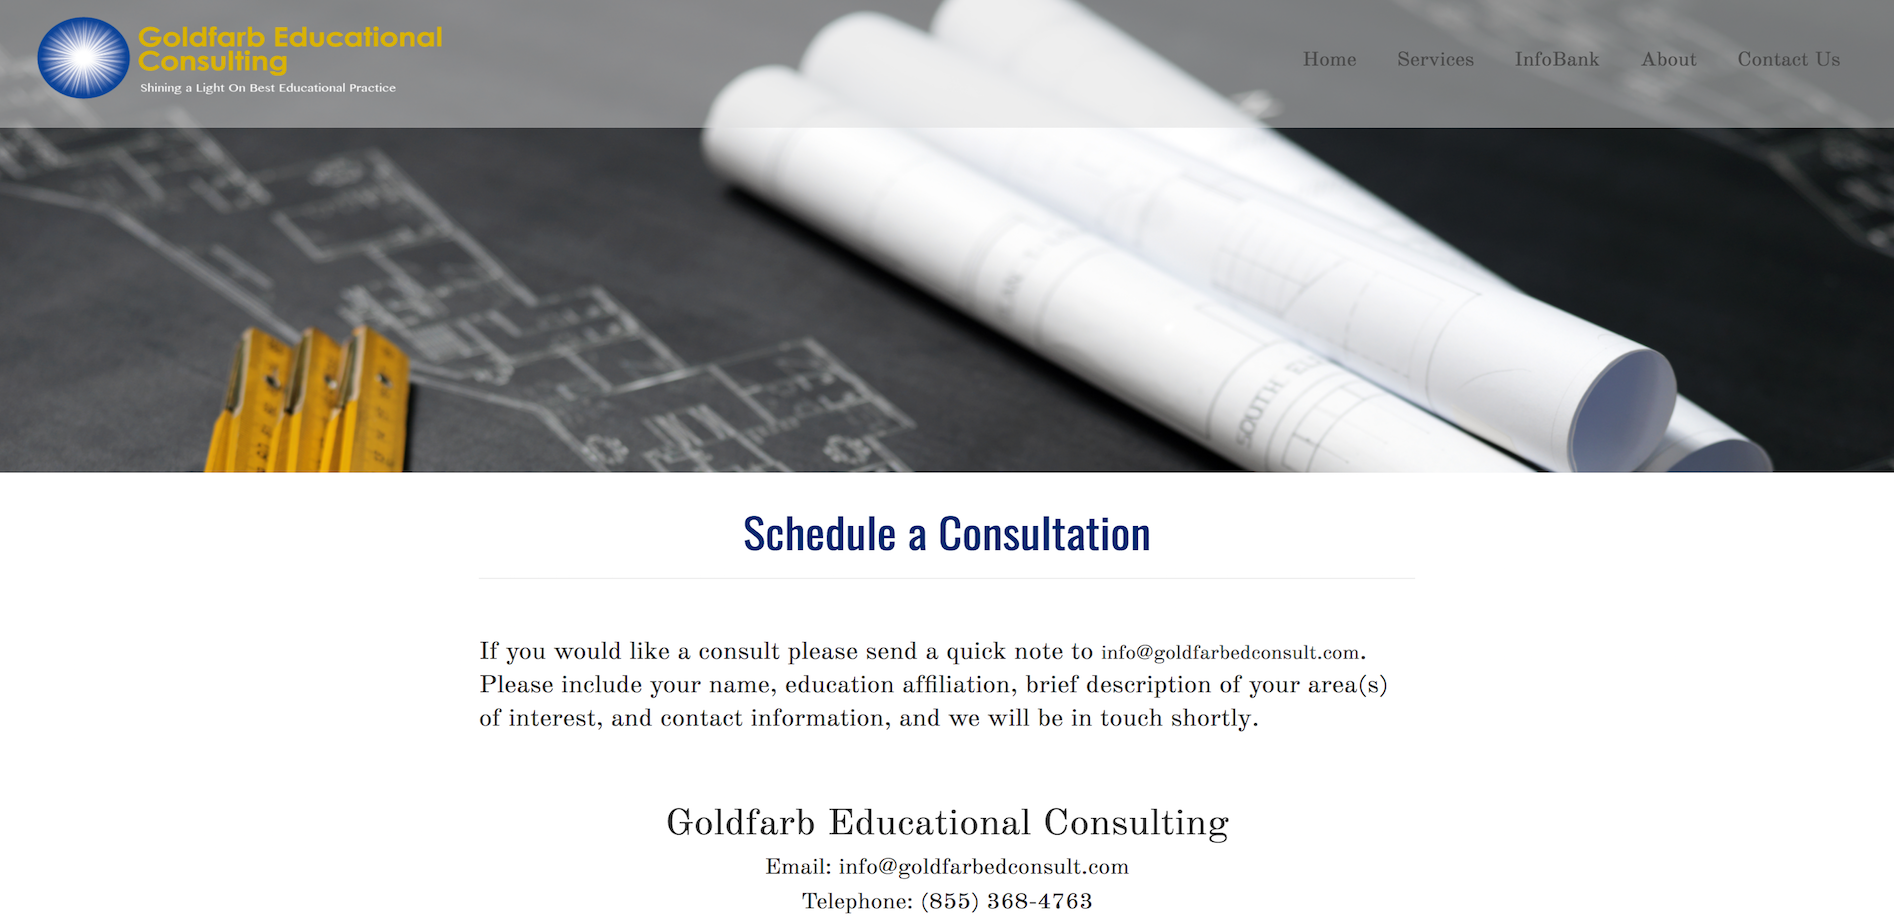 Goldfarb Educational
Consulting
Shining a Light On Best Educational Practice
Home Services InfoBank About Contact Us
SOUTH
Schedule a Consultation
If you would like a consult please send a quick note to info@goldfarbedconsult.com.
Please include your name, education affiliation, brief description of your area(s)
of interest, and contact information, and we will be in touch shortly.
Goldfarb Educational Consulting
Email: info@goldfarbedconsult.com
Telephone: (855) 368-4763